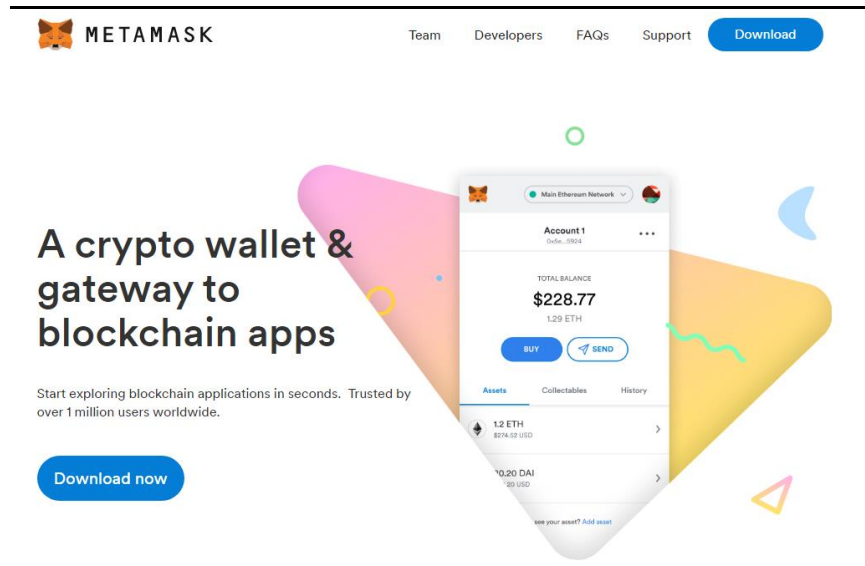 METAMASK
Team Developers FAQs Support Download
A crypto wallet &
gateway to
blockchain apps
Start exploring blockchain applications in seconds. Trusted by
over 1 million users worldwide.
Download now
Main Ethereum Network
Account 1
0x5e...5924
TOTAL BALANCE
$228.77
1.29 ETH
BUY SEND
Assets Collectables History
1.2 ETH
$274.52 USD
0.20 DAI
20 USD
see your asset? Add asset